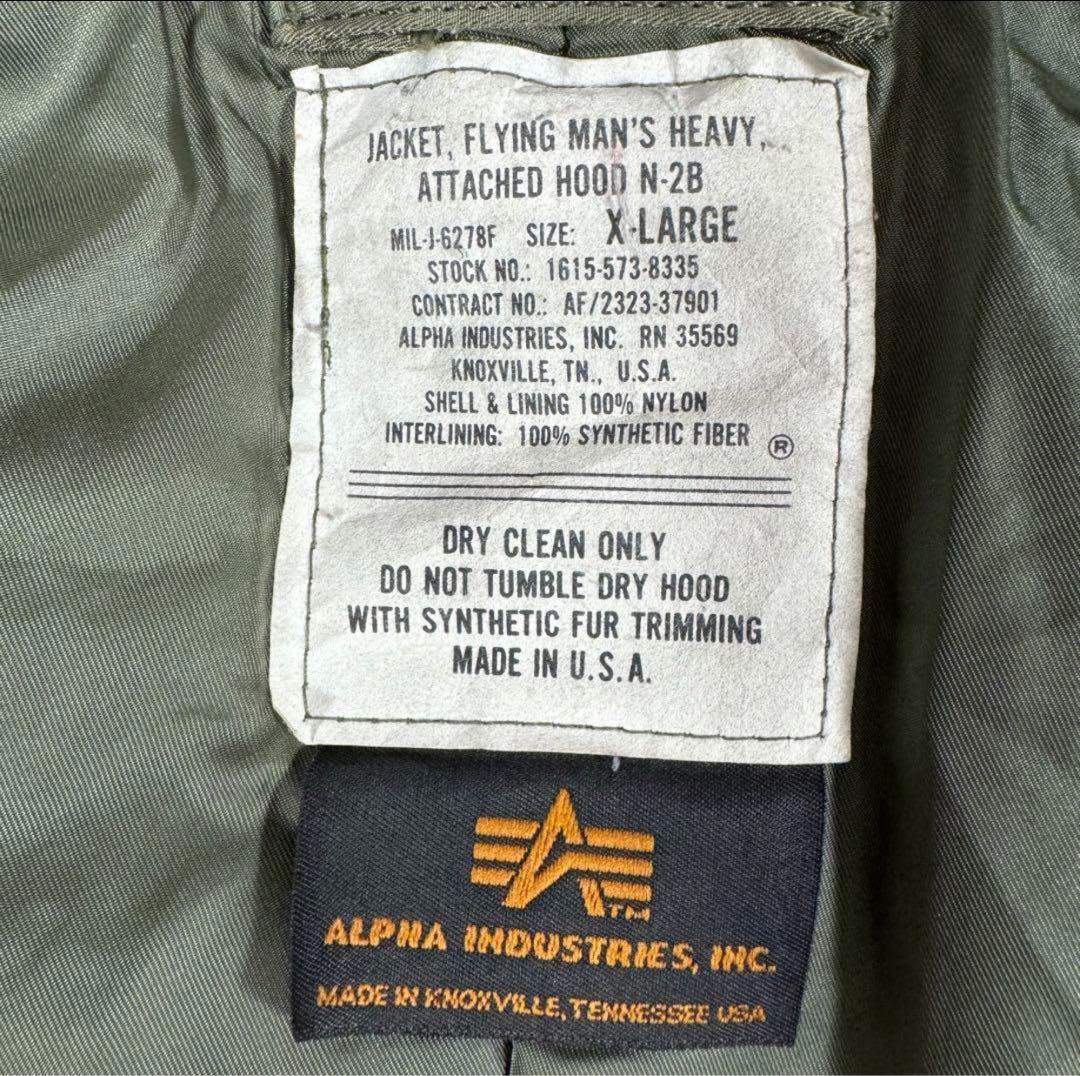 JACKET, FLYING MAN'S HEAVY,
ATTACHED HOOD N-2B
MIL-J-6278F SIZE: X-LARGE
STOCK NO.: 1615-573-8335
CONTRACT NO.: AF/2323-37901
ALPHA INDUSTRIES, INC. RN 35569
KNOXVILLE, TN., U.S.A.
SHELL & LINING 100% NYLON
INTERLINING: 100% SYNTHETIC FIBER ®
DRY CLEAN ONLY
DO NOT TUMBLE DRY HOOD
WITH SYNTHETIC FUR TRIMMING
MADE IN U.S.A.
TM
ALPHA INDUSTRIES, INC.
MADE IN KNOXVILLE, TENNESSEE USA